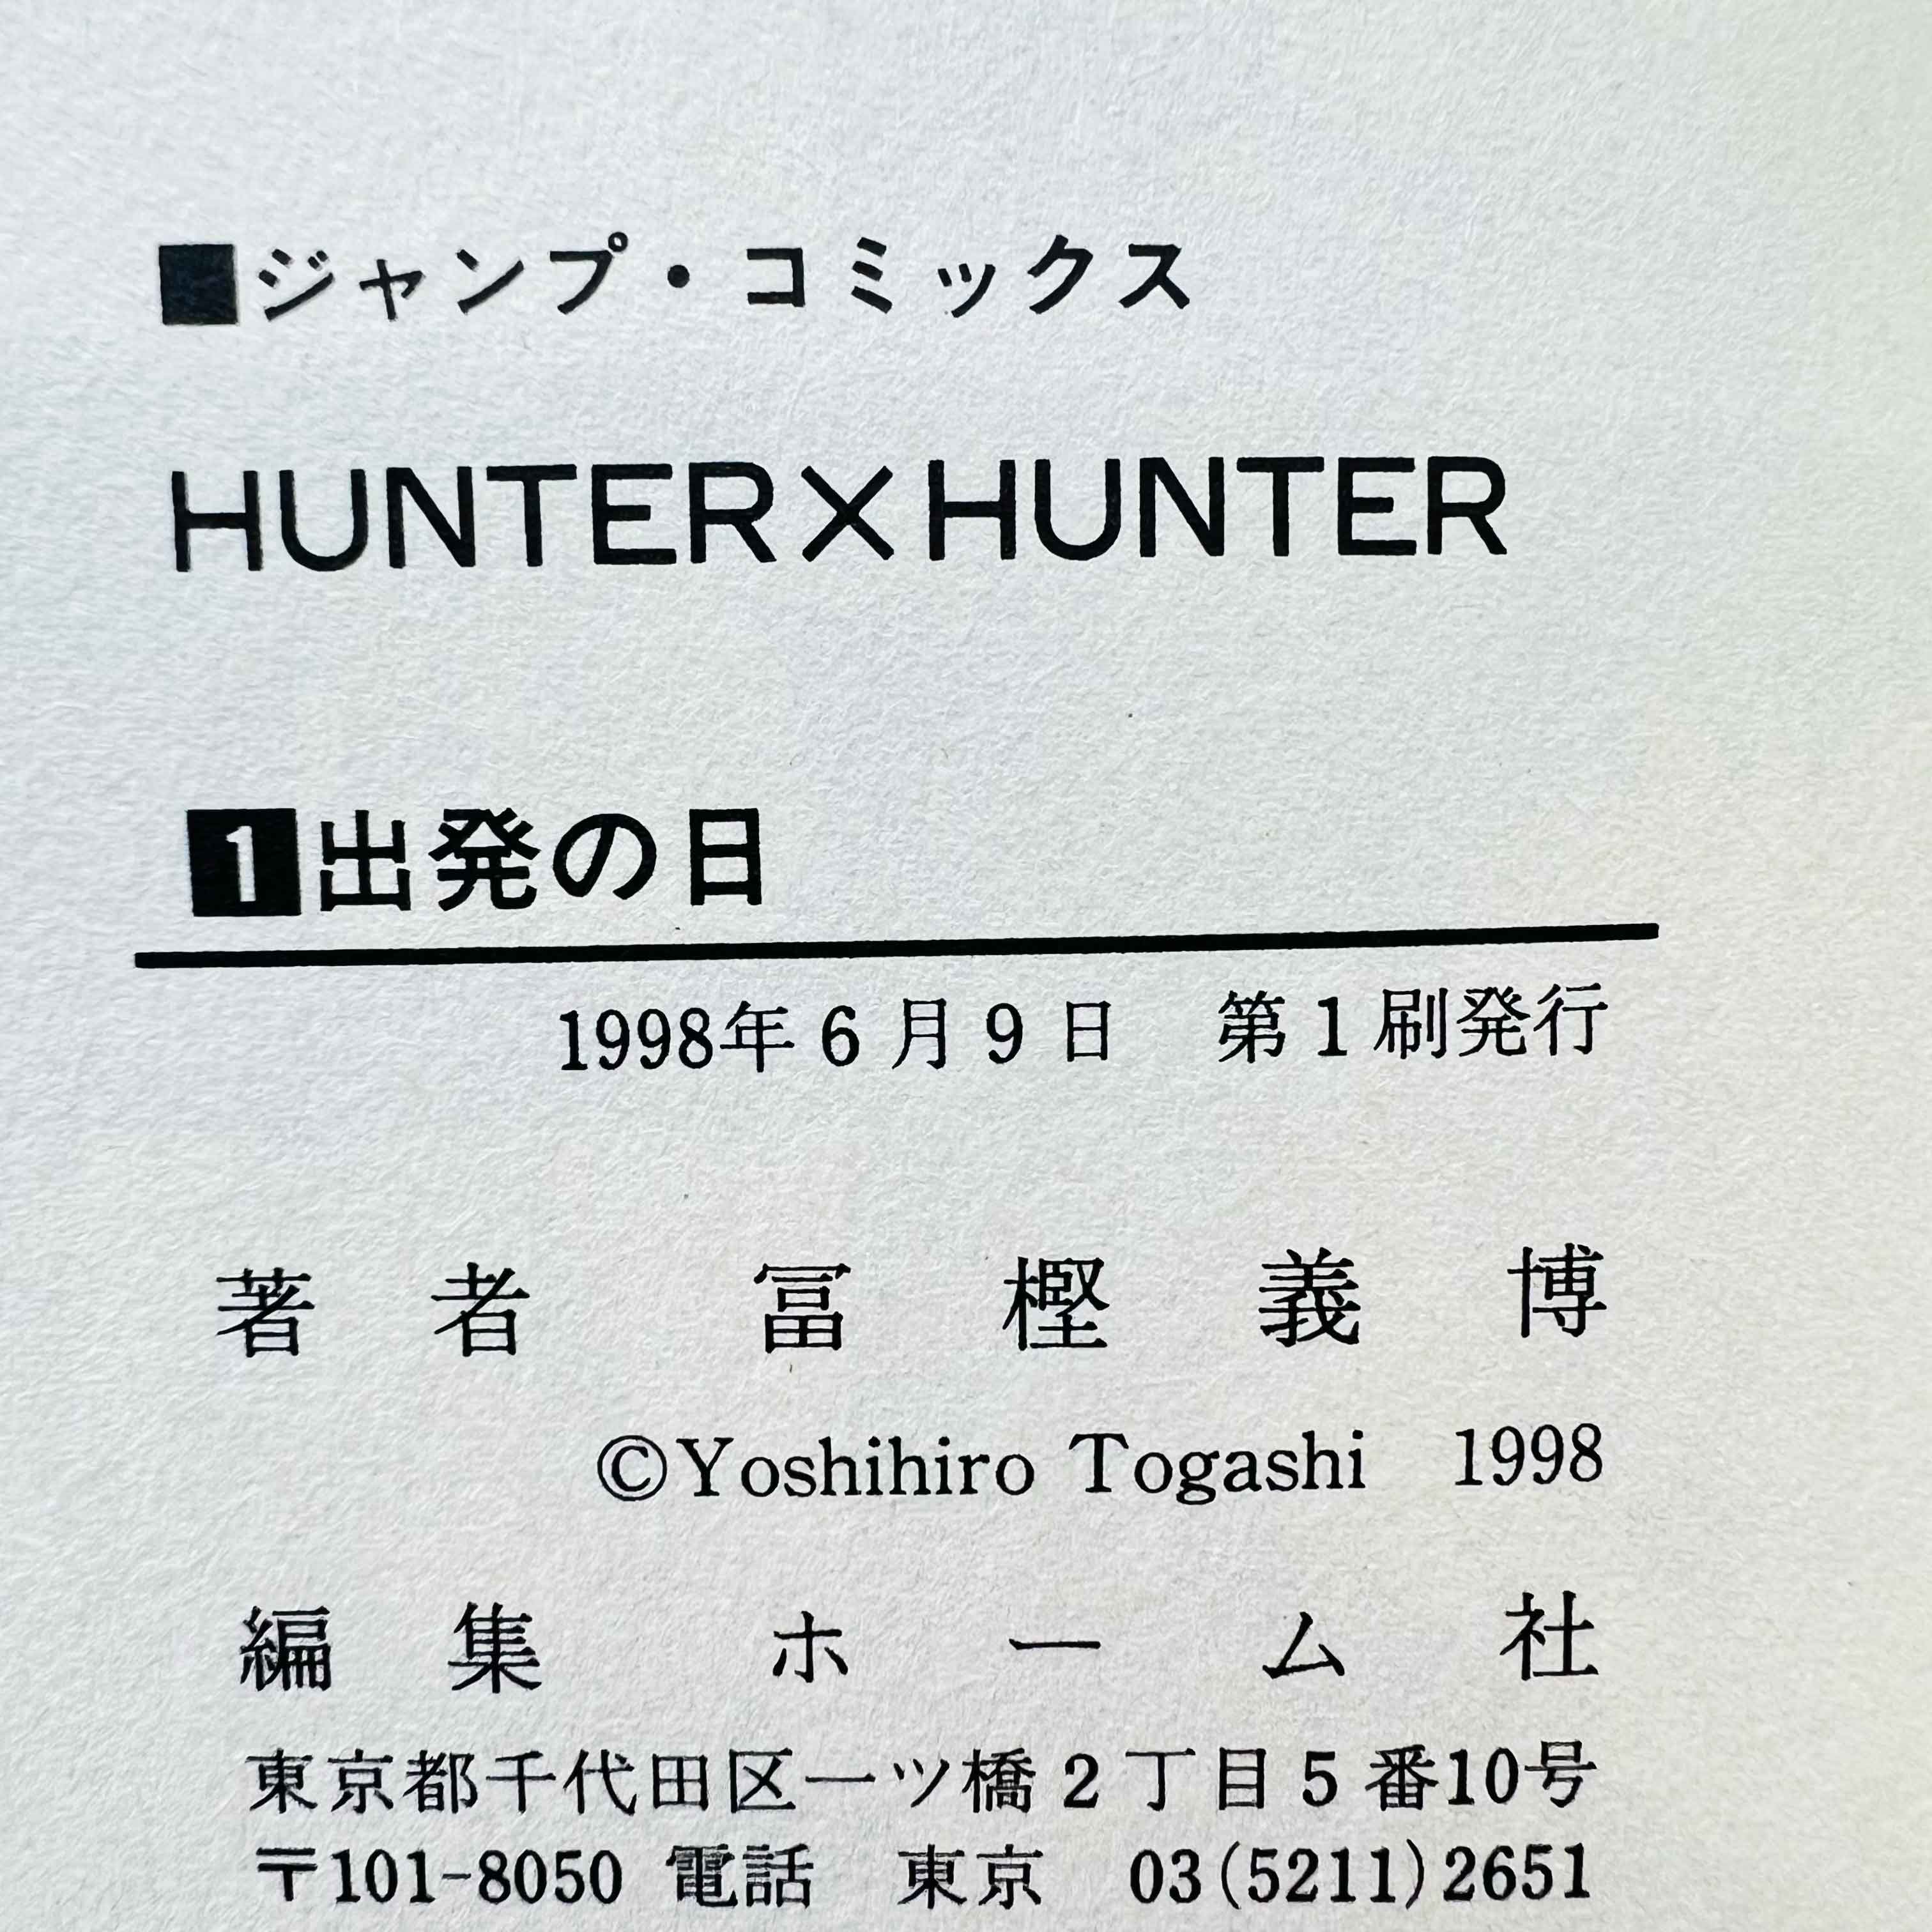 ■ジャンプ・コミックス
HUNTER×HUNTER
1出発の日
1998年6月9日　第1刷発行
著者　冨樫義博
©Yoshihiro Togashi　1998
編集　ホーム社
東京都千代田区一ツ橋2丁目5番10号
〒101-8050 電話　東京　03(5211)2651